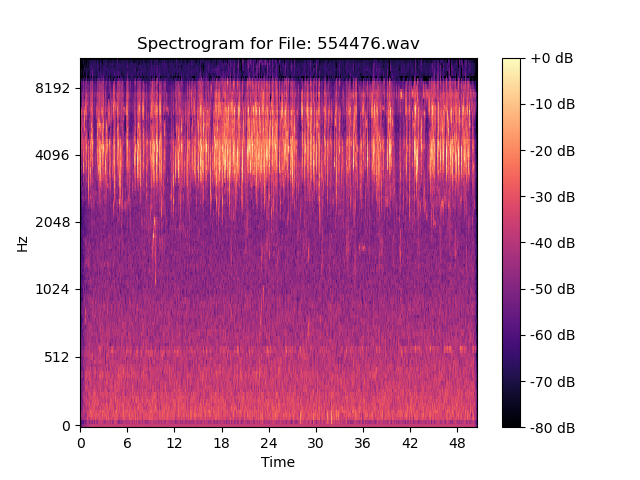 Spectrogram for File: 554476.wav
Hz
8192
4096
2048
1024
512
0
0 6 12 18 24 30 36 42 48
Time
+0 dB
-10 dB
-20 dB
-30 dB
-40 dB
-50 dB
-60 dB
-70 dB
-80 dB